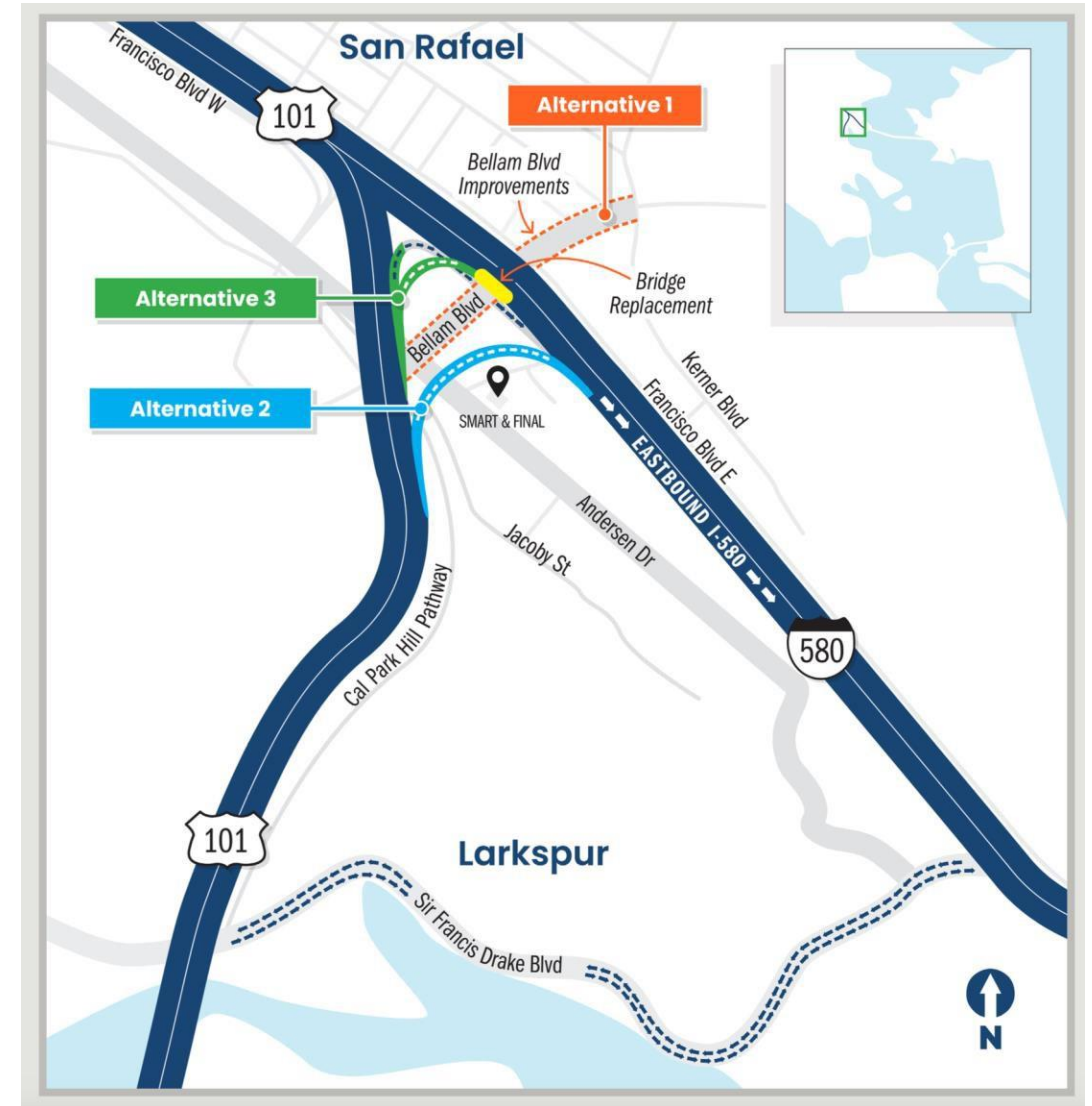 San Rafael
Francisco Blvd W
101
Alternative 1
Bellam Blvd
Improvements
Bridge
Replacement
Alternative 3
Bellam Blvd
Alternative 2
SMART & FINAL
Kerner Blvd
Francisco Blvd E
EASTBOUND I-580
Andersen Dr
Jacoby St
Cal Park Hill Pathway
580
101
Larkspur
Sir Francis Drake Blvd
N